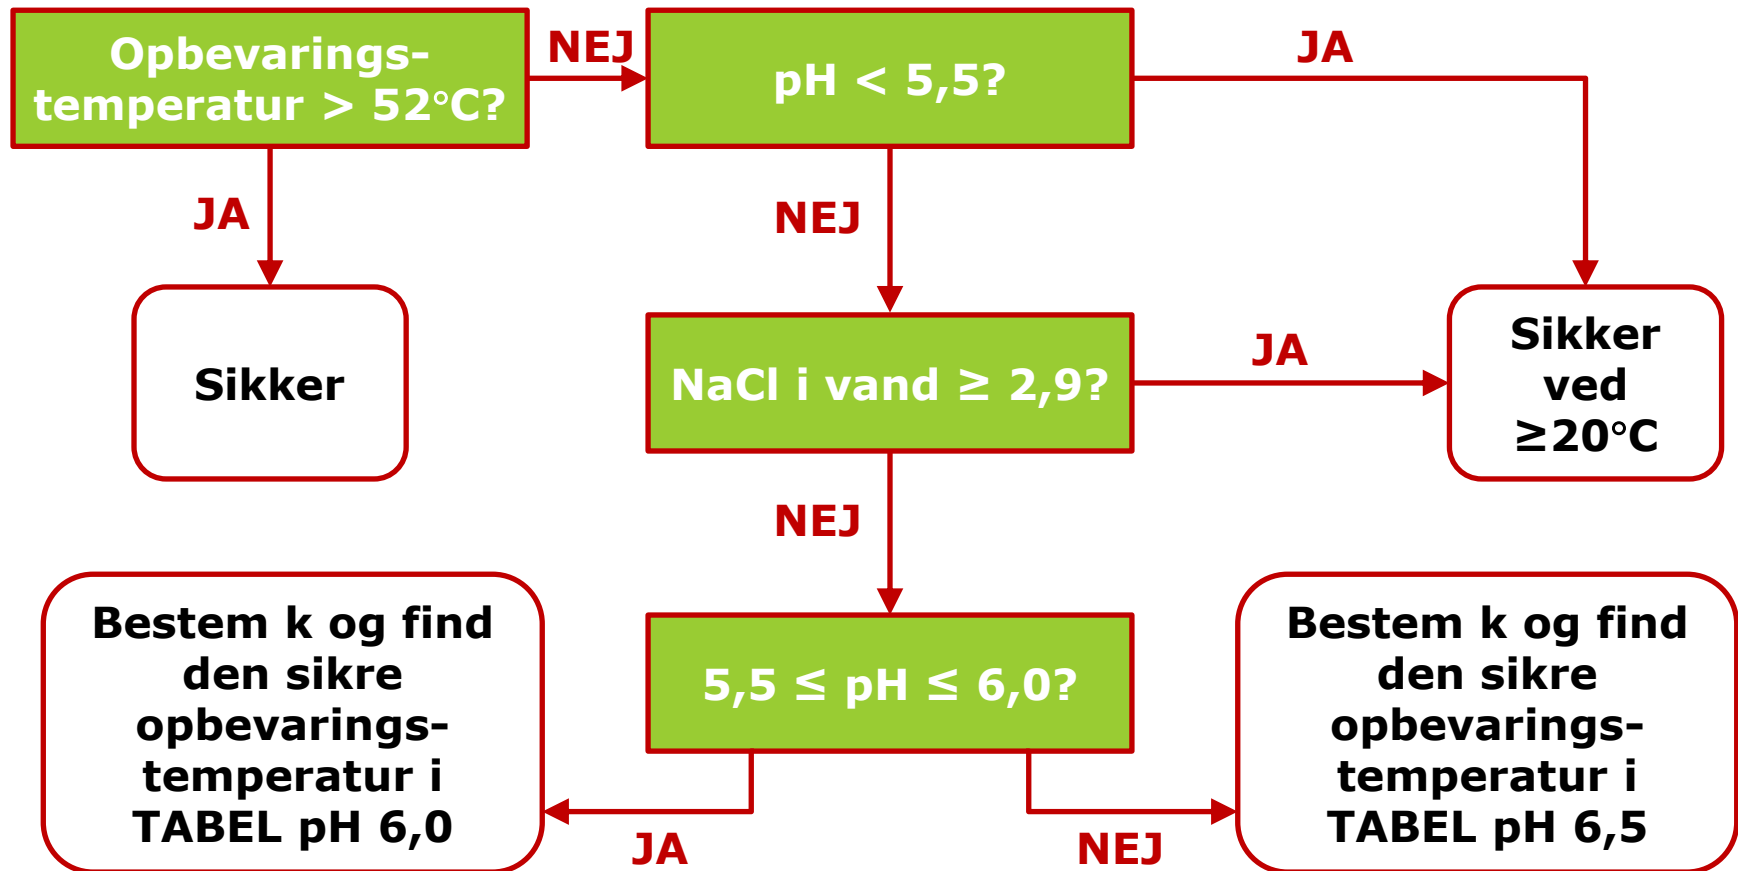 Opbevarings-
temperatur > 52°C?
NEJ
pH < 5,5?
JA
JA
NEJ
Sikker
NaCl i vand ≥ 2,9?
JA
Sikker
ved
≥20°C
NEJ
Bestem k og find
den sikre
opbevarings-
temperatur i
TABEL pH 6,0
5,5 ≤ pH ≤ 6,0?
Bestem k og find
den sikre
opbevarings-
temperatur i
TABEL pH 6,5
JA
NEJ